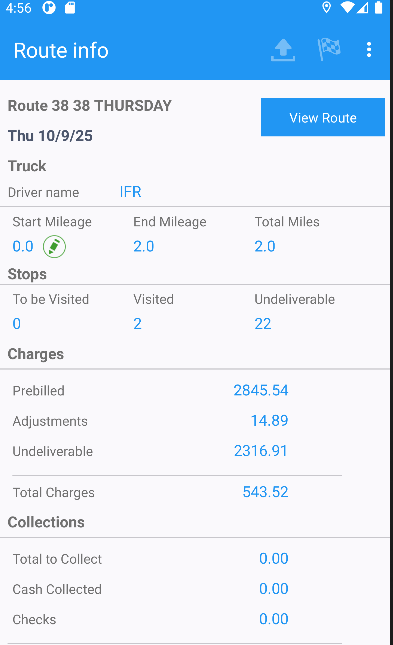 4:56
Route info
Route 38 38 THURSDAY
View Route
Thu 10/9/25
Truck
Driver name IFR
Start Mileage End Mileage Total Miles
0.0 2.0 2.0
Stops
To be Visited Visited Undeliverable
0 2 22
Charges
Prebilled 2845.54
Adjustments 14.89
Undeliverable 2316.91
Total Charges 543.52
Collections
Total to Collect 0.00
Cash Collected 0.00
Checks 0.00